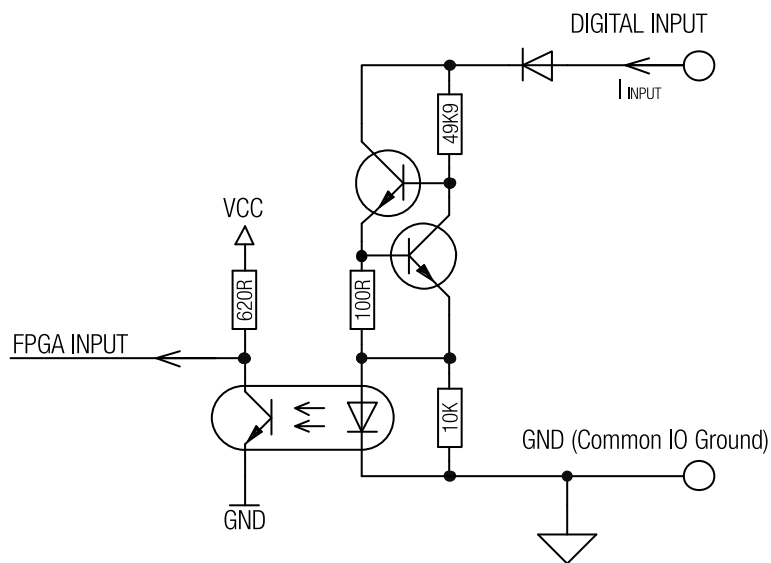 DIGITAL INPUT
I INPUT
49K9
VCC
620R
100R
FPGA INPUT
10K
GND (Common IO Ground)
GND